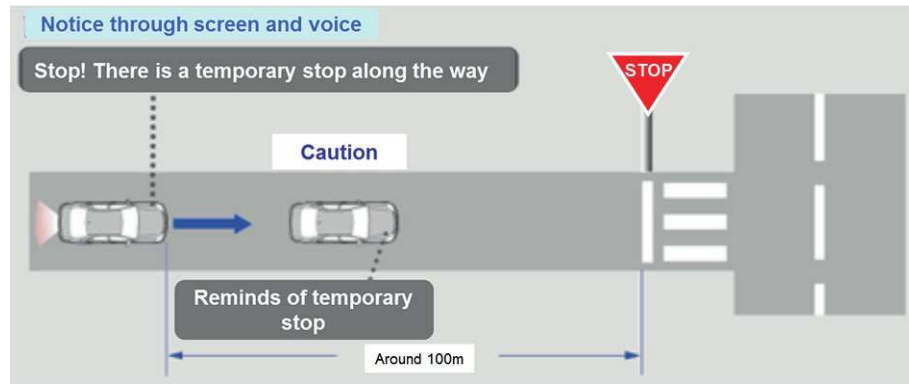 Notice through screen and voice
Stop! There is a temporary stop along the way
STOP
Caution
Reminds of temporary
stop
Around 100m